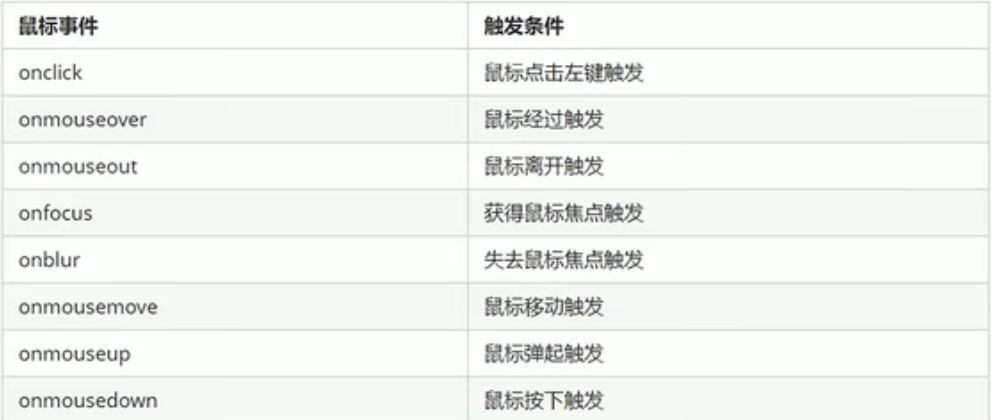 鼠标事件 触发条件
onclick 鼠标点击左键触发
onmouseover 鼠标经过触发
onmouseout 鼠标离开触发
onfocus 获得鼠标焦点触发
onblur 失去鼠标焦点触发
onmousemove 鼠标移动触发
onmouseup 鼠标弹起触发
onmousedown 鼠标按下触发